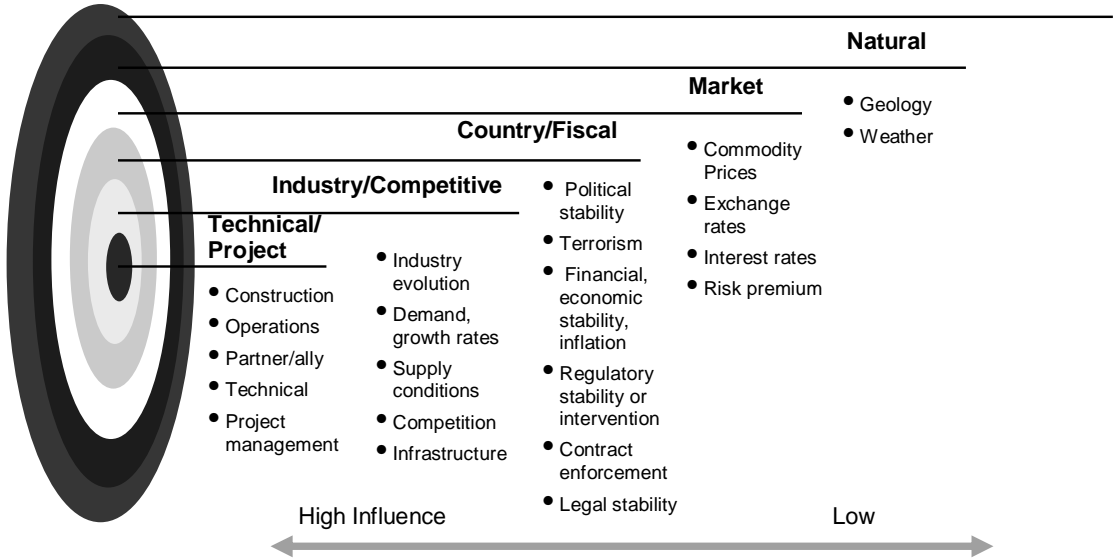 Natural
Market
Country/Fiscal
Industry/Competitive
Technical/
Project
• Construction
• Operations
• Partner/ally
• Technical
• Project
management
• Industry
evolution
• Demand,
growth rates
• Supply
conditions
• Competition
• Infrastructure
• Political
stability
• Terrorism
• Financial,
economic
stability,
inflation
• Regulatory
stability or
intervention
• Contract
enforcement
• Legal stability
• Commodity
Prices
• Exchange
rates
• Interest rates
• Risk premium
• Geology
• Weather
High Influence
Low